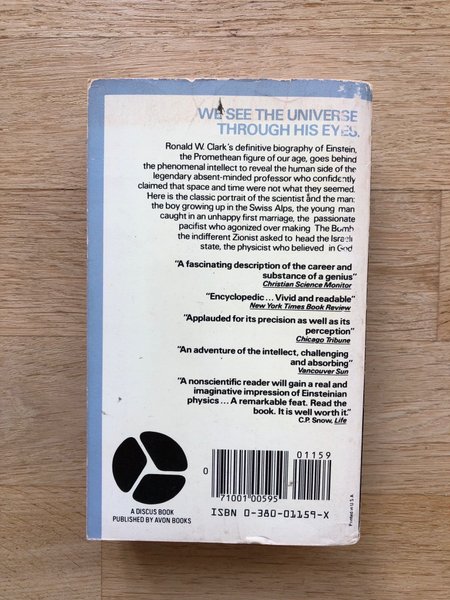 WE SEE THE UNIVERSE
THROUGH HIS EYES.
Ronald W. Clark's definitive biography of Einstein,
the Promethean figure of our age, goes behind
the phenomenal intellect to reveal the human side of the
legendary absent-minded professor who confidently
claimed that space and time were not what they seemed.
Here is the classic portrait of the scientist and the man:
the boy growing up in the Swiss Alps, the young man
caught in an unhappy first marriage, the passionate
pacifist who agonized over making The Bomb
the indifferent Zionist asked to head the Israeli
state, the physicist who believed in God
"A fascinating description of the career and
substance of a genius"
Christian Science Monitor
"Encyclopedic... Vivid and readable"
New York Times Book Review
"Applauded for its precision as well as its
perception"
Chicago Tribune
"An adventure of the intellect, challenging
and absorbing"
Vancouver Sun
"A nonscientific reader will gain a real and
imaginative impression of Einsteinian
physics... A remarkable feat. Read the
book. It is well worth it."
C.P. Snow, Life
01159
0
71001 00595
ISBN 0-380-01159-X
A DISCUS BOOK
PUBLISHED BY AVON BOOKS
Printed in U.S.A.